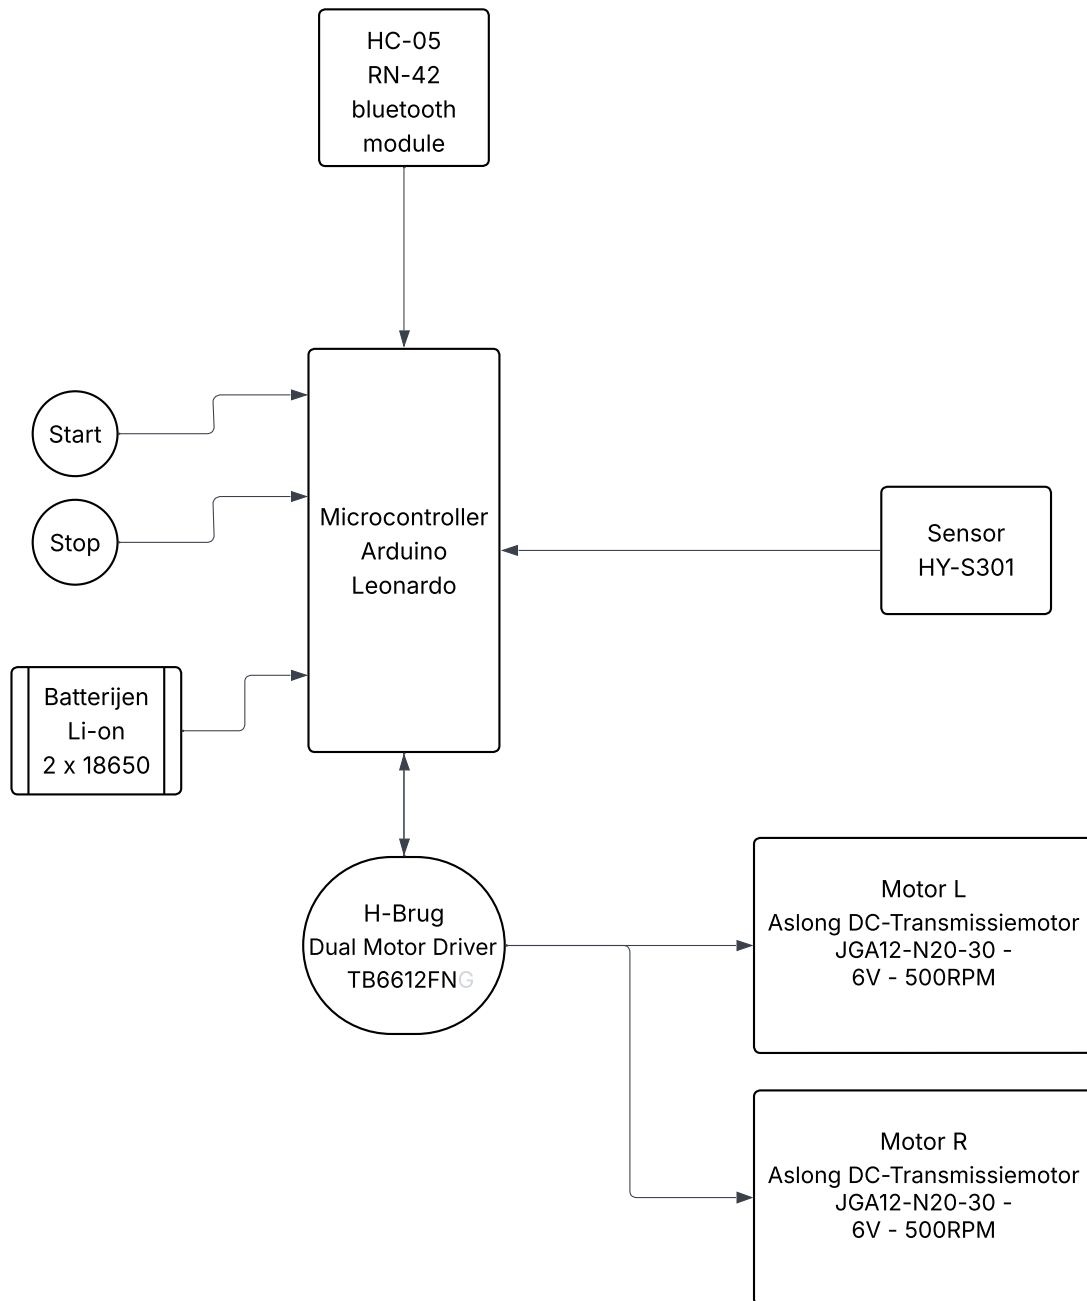 HC-05
RN-42
bluetooth
module
Start
Stop
Microcontroller
Arduino
Leonardo
Sensor
HY-S301
Batterijen
Li-on
2 x 18650
H-Brug
Dual Motor Driver
TB6612FNG
Motor L
Aslong DC-Transmissiemotor
JGA12-N20-30 -
6V - 500RPM
Motor R
Aslong DC-Transmissiemotor
JGA12-N20-30 -
6V - 500RPM